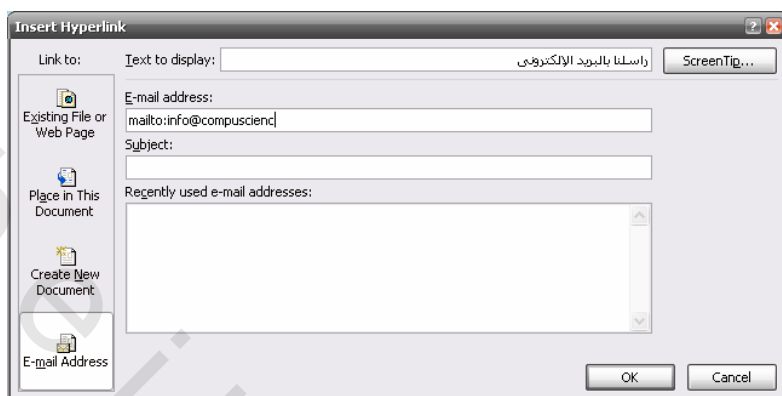 Insert Hyperlink
Link to:
Text to display: راسلنا بالبريد الإلكتروني
ScreenTip...
Existing File or
Web Page
Place in This
Document
Create New
Document
E-mail Address
E-mail address:
mailto:info@compuscienc
Subject:
Recently used e-mail addresses:
OK
Cancel